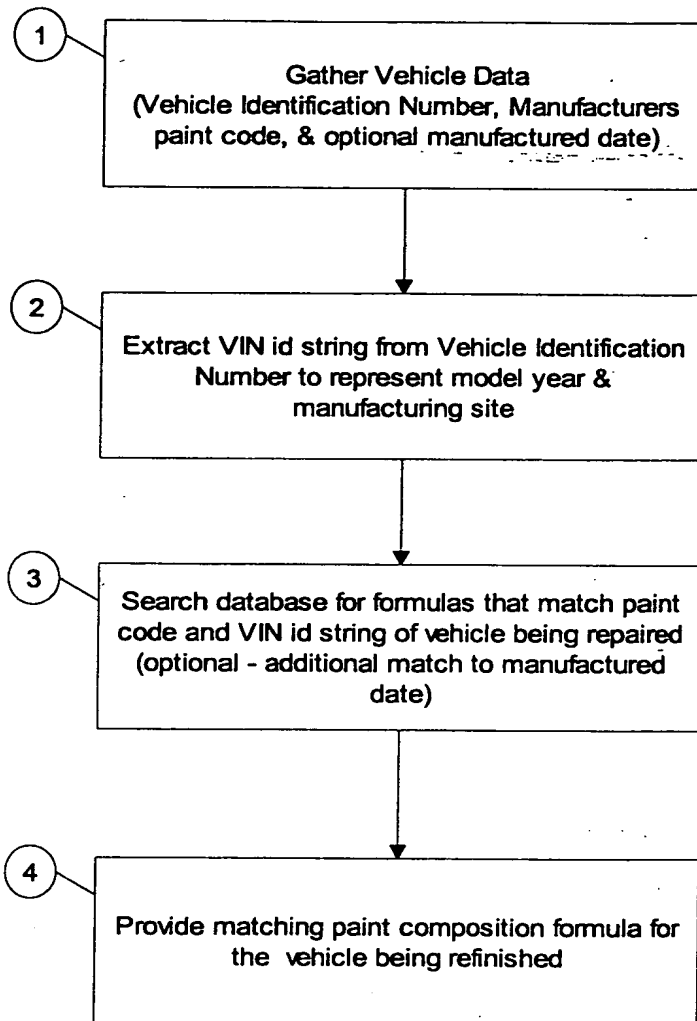 1
Gather Vehicle Data
(Vehicle Identification Number, Manufacturers
paint code, & optional manufactured date)
2
Extract VIN id string from Vehicle Identification
Number to represent model year &
manufacturing site
3
Search database for formulas that match paint
code and VIN id string of vehicle being repaired
(optional - additional match to manufactured
date)
4
Provide matching paint composition formula for
the vehicle being refinished